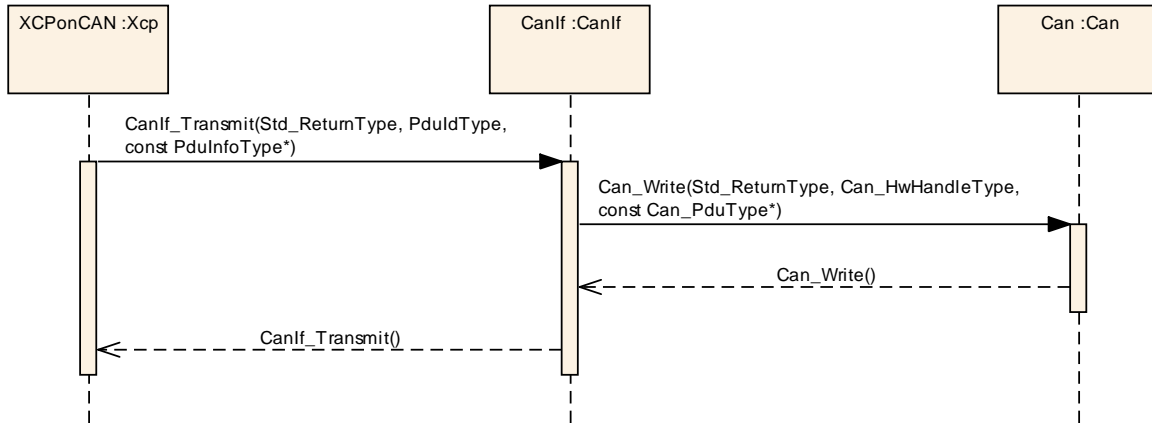 XCPonCAN :Xcp
CanIf :CanIf
Can :Can
CanIf_Transmit(Std_ReturnType, PduIdType,
const PduInfoType*)
Can_Write(Std_ReturnType, Can_HwHandleType,
const Can_PduType*)
Can_Write()
CanIf_Transmit()